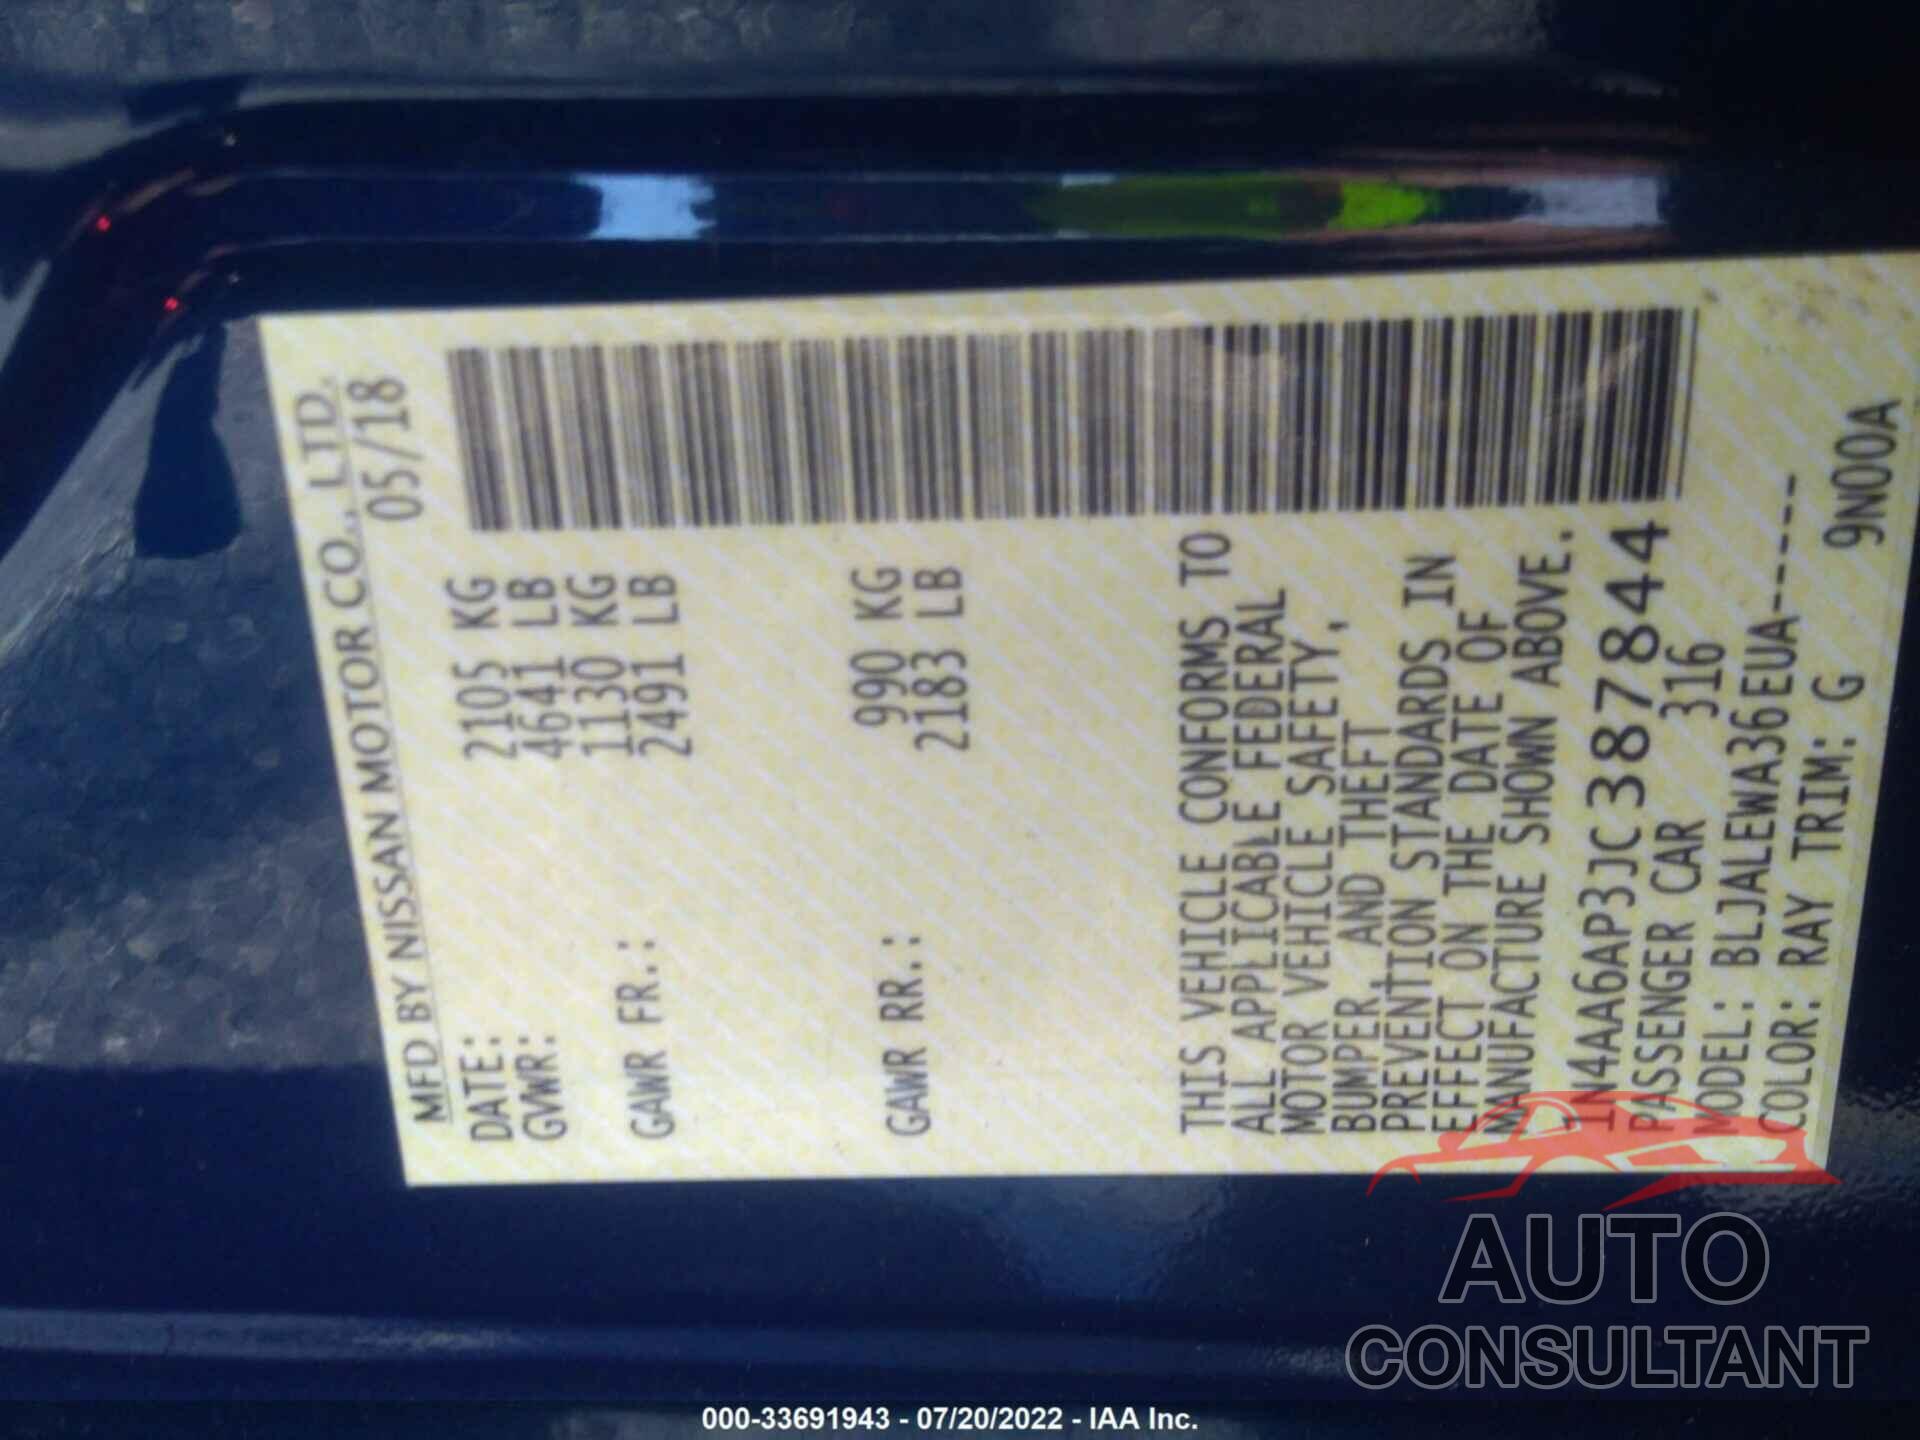 MFD BY NISSAN MOTOR CO., LTD.
DATE: 05/18
GVWR: 2105 KG
4641 LB
GAWR FR.: 1130 KG
2491 LB
GAWR RR.: 990 KG
2183 LB
THIS VEHICLE CONFORMS TO
ALL APPLICABLE FEDERAL
MOTOR VEHICLE SAFETY,
BUMPER, AND THEFT
PREVENTION STANDARDS IN
EFFECT ON THE DATE OF
MANUFACTURE SHOWN ABOVE.
1N4AA6AP3JC387844
PASSENGER CAR 316
MODEL: BLJALEWA36EUA-----
COLOR: RAY TRIM: G 9N00A
AUTO
CONSULTANT
000-33691943 - 07/20/2022 - IAA Inc.